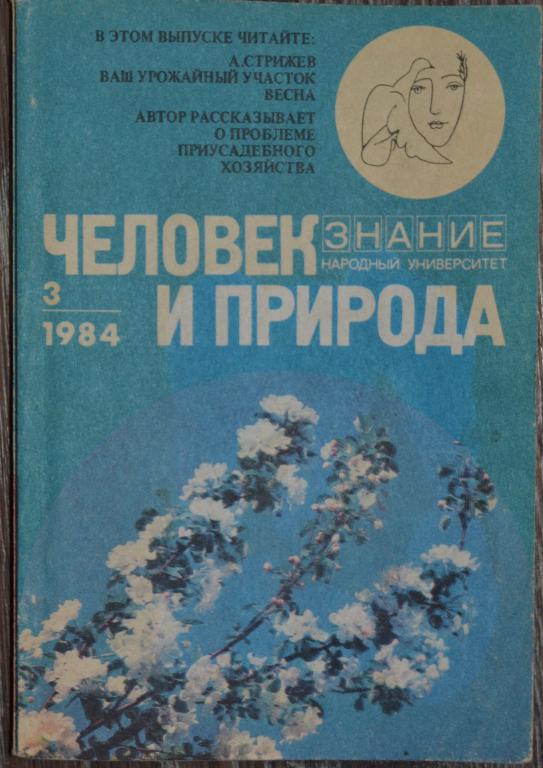 В ЭТОМ ВЫПУСКЕ ЧИТАЙТЕ:
А.СТРИЖЕВ
ВАШ УРОЖАЙНЫЙ УЧАСТОК
ВЕСНА
АВТОР РАССКАЗЫВАЕТ
О ПРОБЛЕМЕ
ПРИУСАДЕБНОГО
ХОЗЯЙСТВА
ЧЕЛОВЕК
ЗНАНИЕ
НАРОДНЫЙ УНИВЕРСИТЕТ
И ПРИРОДА
3
1984